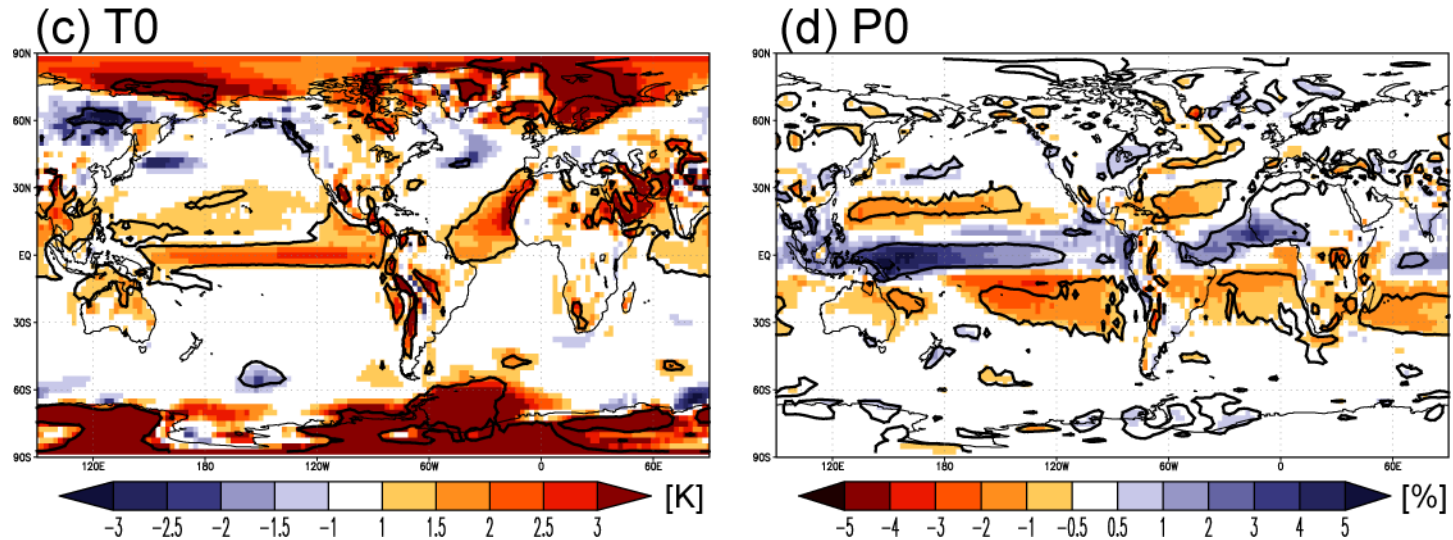 (c) T0
90N
60N
30N
EQ
30S
60S
90S
120E 180 120W 60W 0 60E
-3 -2.5 -2 -1.5 -1 1 1.5 2 2.5 3 [K]
(d) P0
90N
60N
30N
EQ
30S
60S
90S
120E 180 120W 60W 0 60E
-5 -4 -3 -2 -1 -0.5 0.5 1 2 3 4 5 [%]